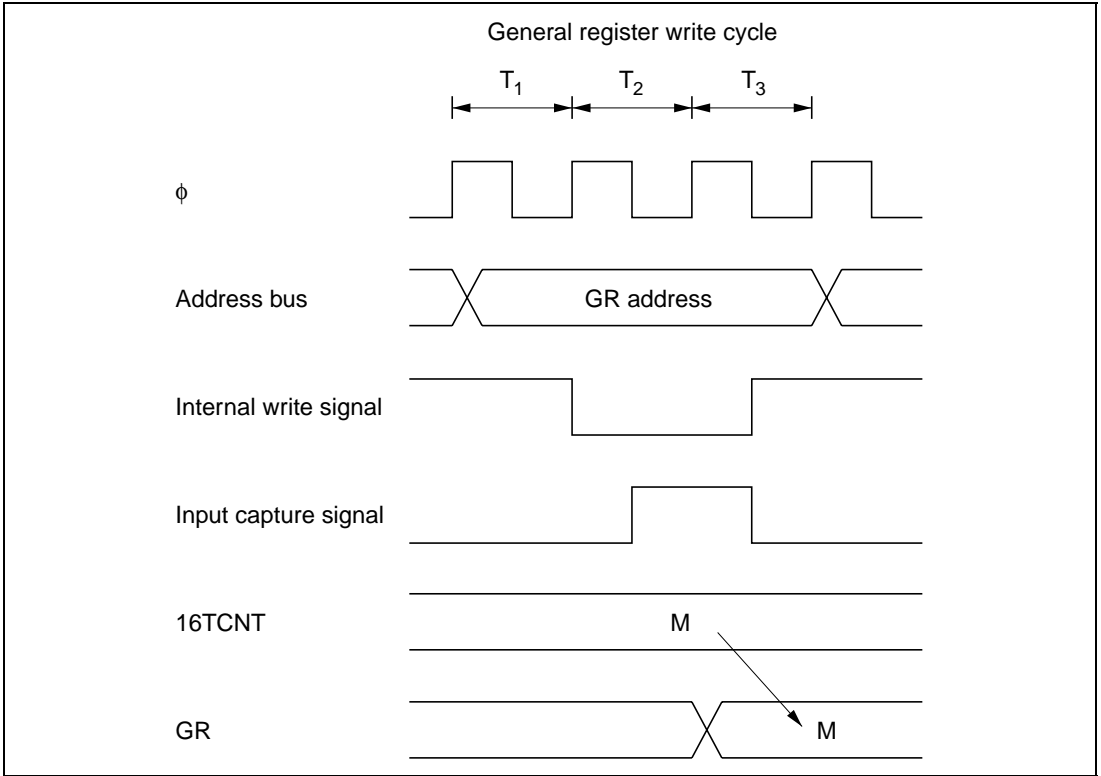 General register write cycle
T1 T2 T3
ϕ
Address bus GR address
Internal write signal
Input capture signal
16TCNT M
GR M